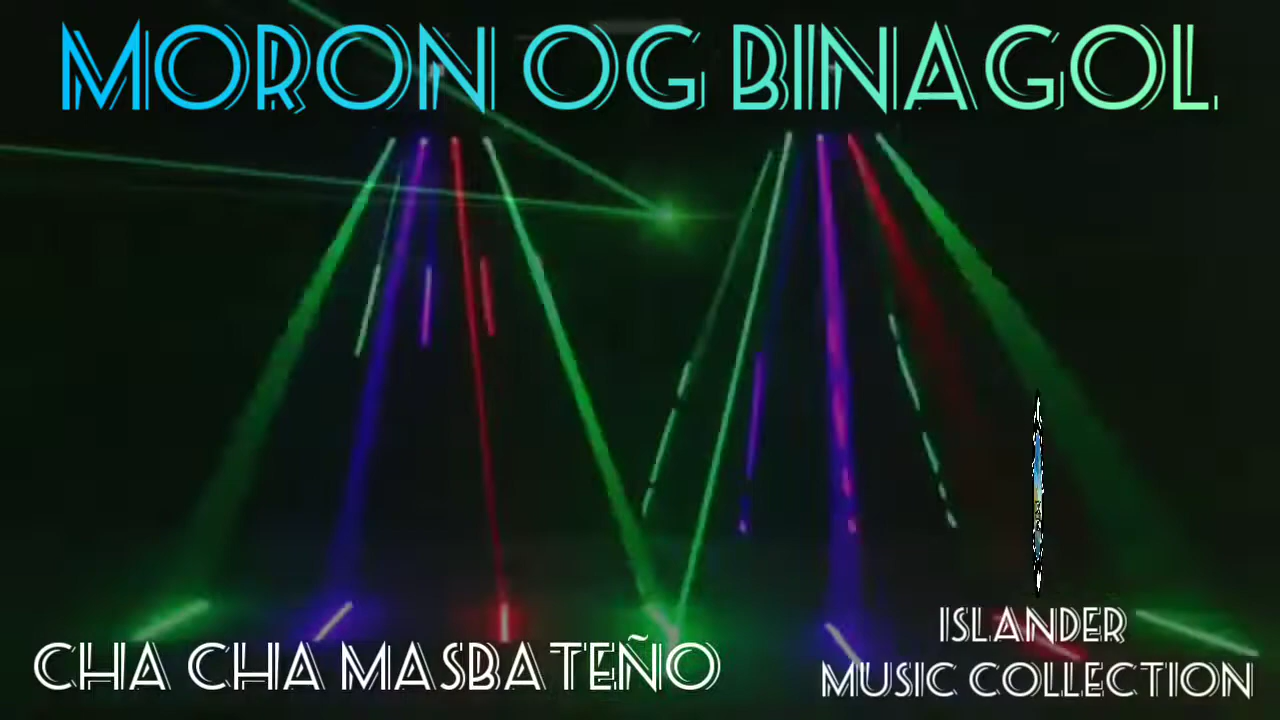 MORON OG BINAGOL
CHA CHA MASBATEÑO
ISLANDER
MUSIC COLLECTION